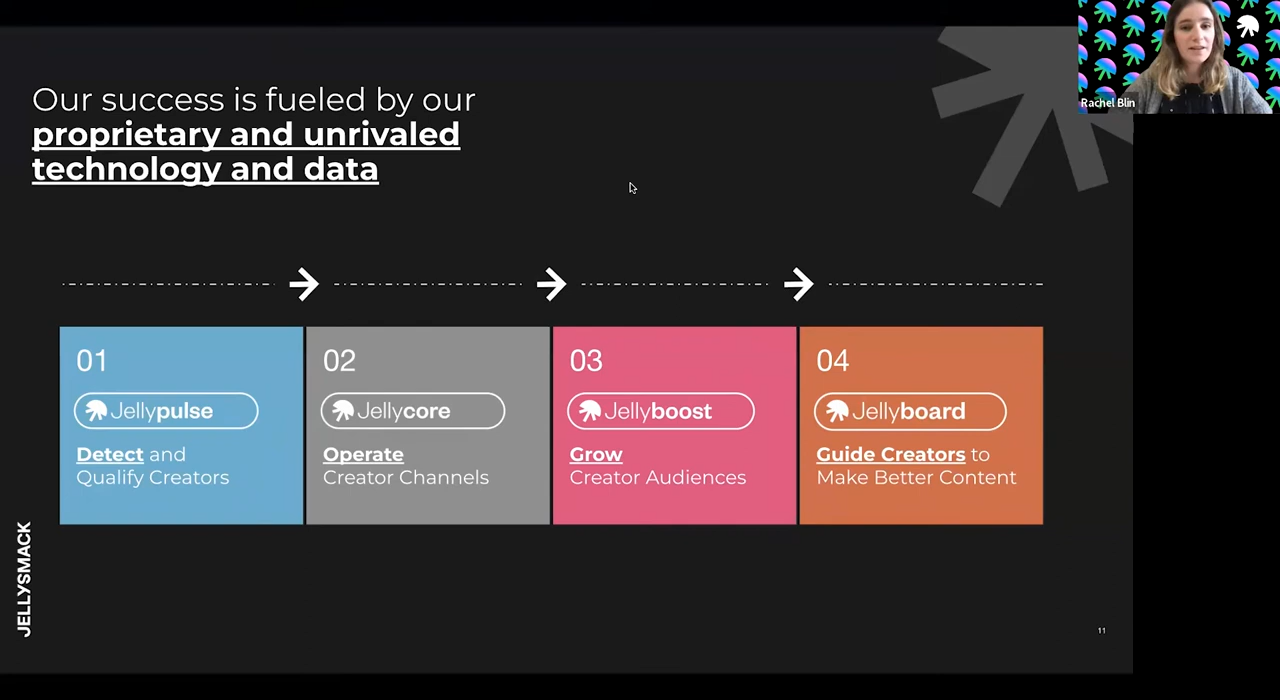 Our success is fueled by our
proprietary and unrivaled
technology and data
Rachel Blin
01
Jellypulse
Detect and
Qualify Creators
02
Jellycore
Operate
Creator Channels
03
Jellyboost
Grow
Creator Audiences
04
Jellyboard
Guide Creators to
Make Better Content
JELLYSMACK
11